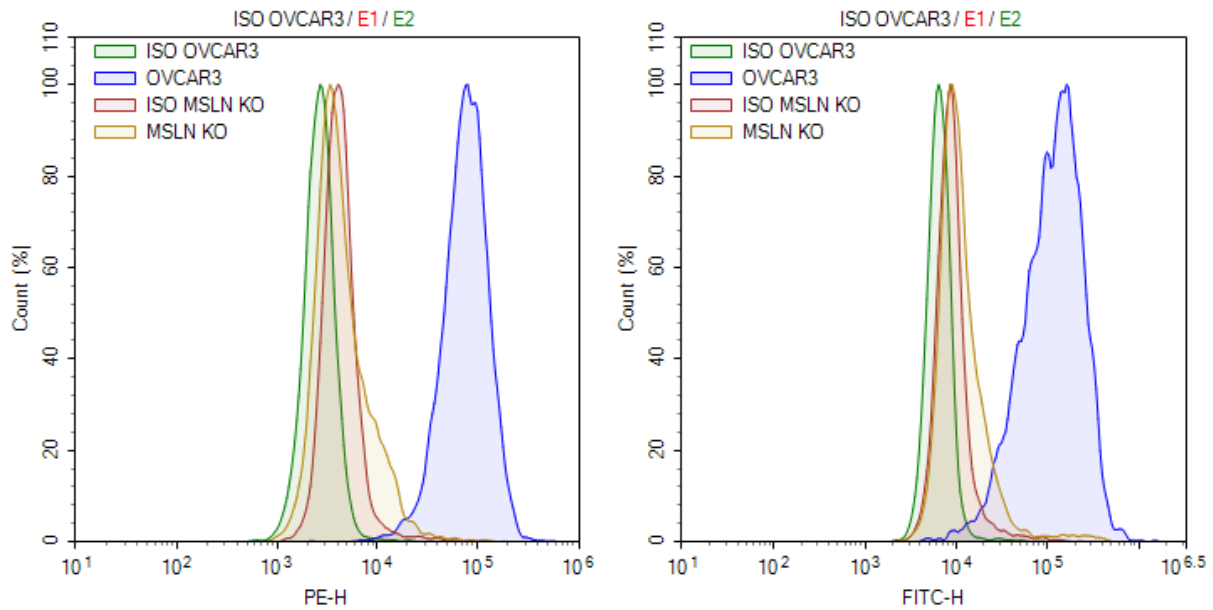 ISO OVCAR3 / E1 / E2
ISO OVCAR3
OVCAR3
ISO MSLN KO
MSLN KO
110
100
80
60
40
20
0
Count (%)
10^1 10^2 10^3 10^4 10^5 10^6
PE-H
ISO OVCAR3 / E1 / E2
ISO OVCAR3
OVCAR3
ISO MSLN KO
MSLN KO
110
100
80
60
40
20
0
Count (%)
10^1 10^2 10^3 10^4 10^5 10^6.5
FITC-H